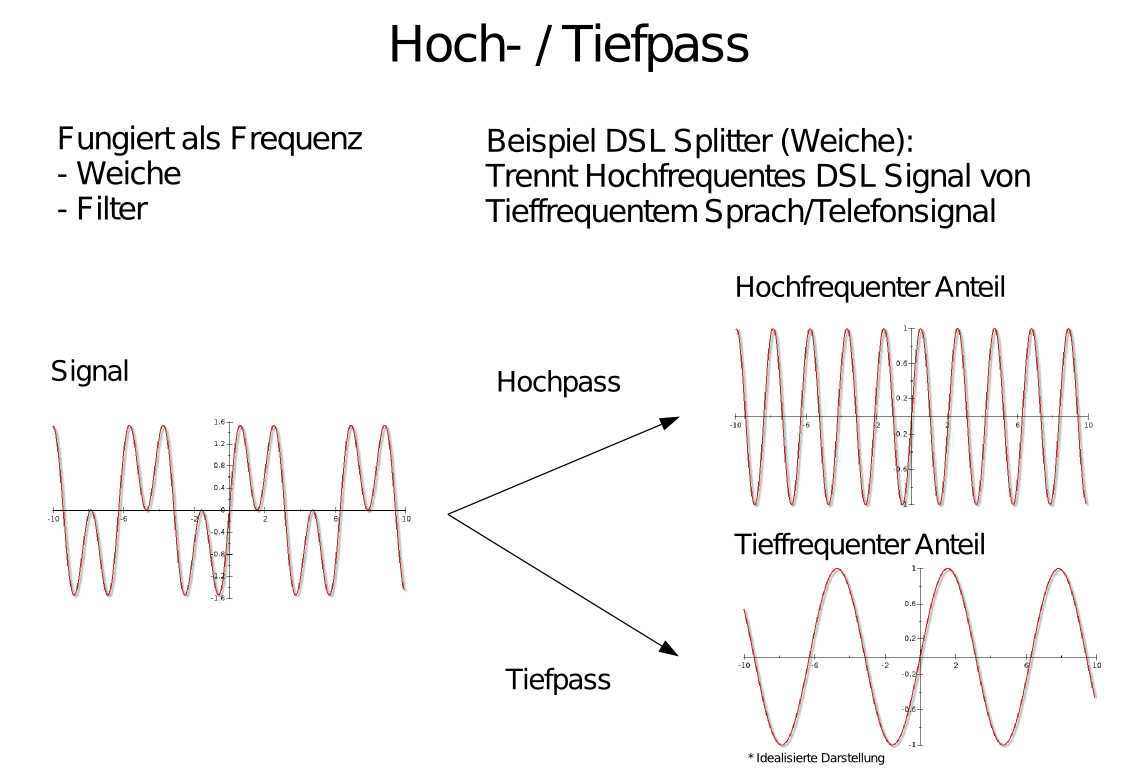 Hoch- / Tiefpass
Fungiert als Frequenz
- Weiche
- Filter
Beispiel DSL Splitter (Weiche):
Trennt Hochfrequentes DSL Signal von
Tieffrequentem Sprach/Telefonsignal
Signal
1.6
1.2
0.8
0.4
0
-10 -6 -2 2 6 10
-0.8
-1.2
-1.6
Hochpass
Tiefpass
Hochfrequenter Anteil
1
0.6
0.2
-10 -6 -2 2 6 10
-0.2
-0.6
-1
Tieffrequenter Anteil
1
0.6
0.2
-10 -6 -2 2 6 10
-0.2
-0.6
-1
* Idealisierte Darstellung